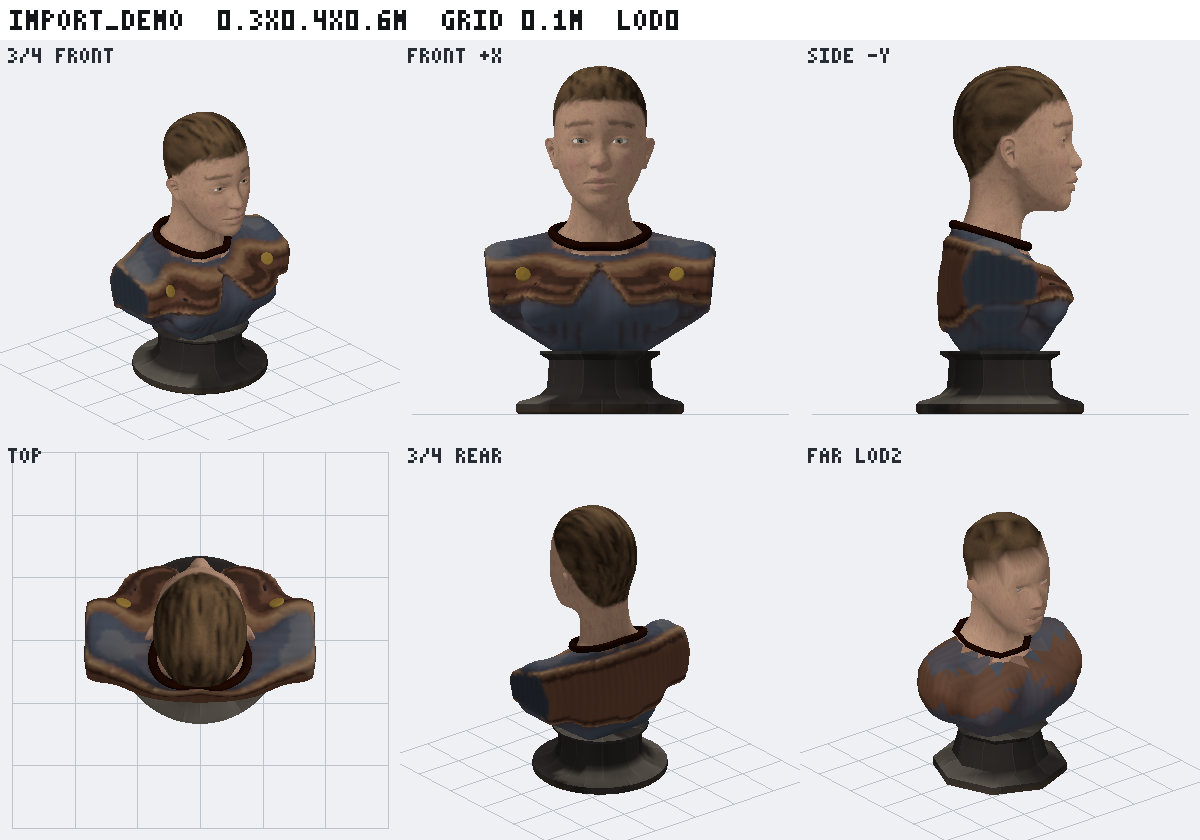 IMPORT_DEMO 0.3X0.4X0.6M GRID 0.1M LOD0
3/4 FRONT
FRONT +X
SIDE -Y
TOP
3/4 REAR
FAR LOD2